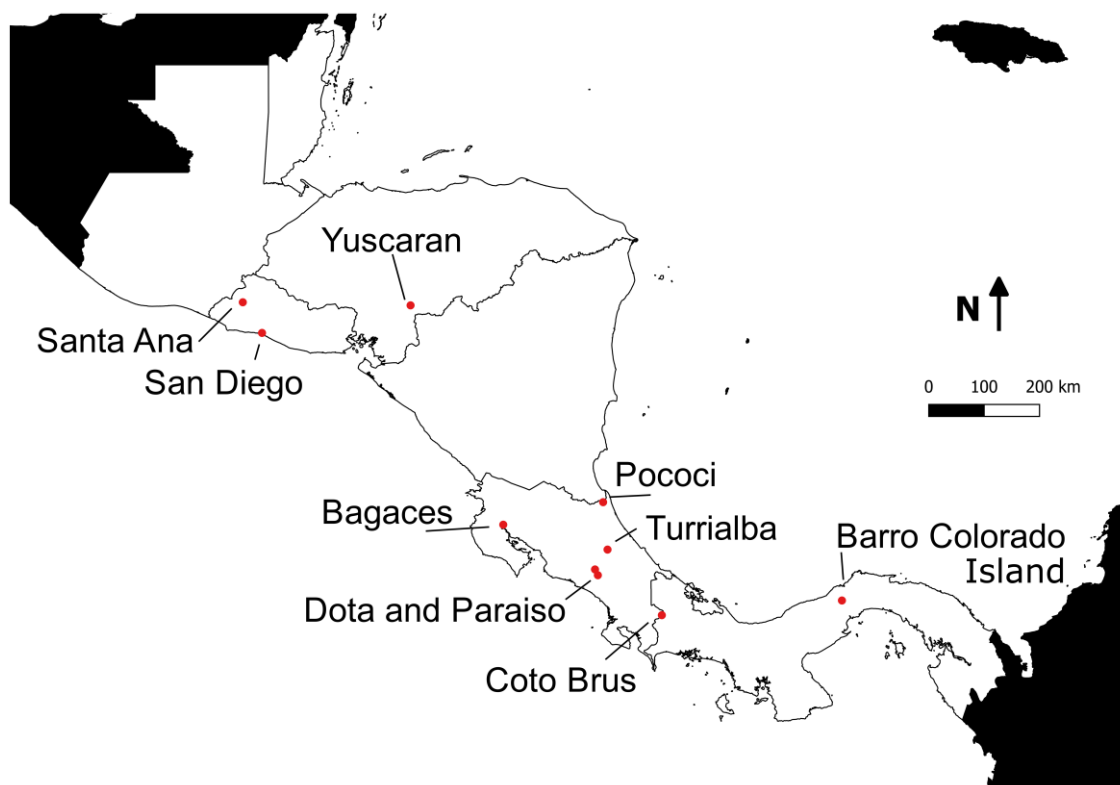 Yuscaran
Santa Ana
San Diego
N
0 100 200 km
Pococi
Bagaces
Turrialba
Barro Colorado
Island
Dota and Paraiso
Coto Brus